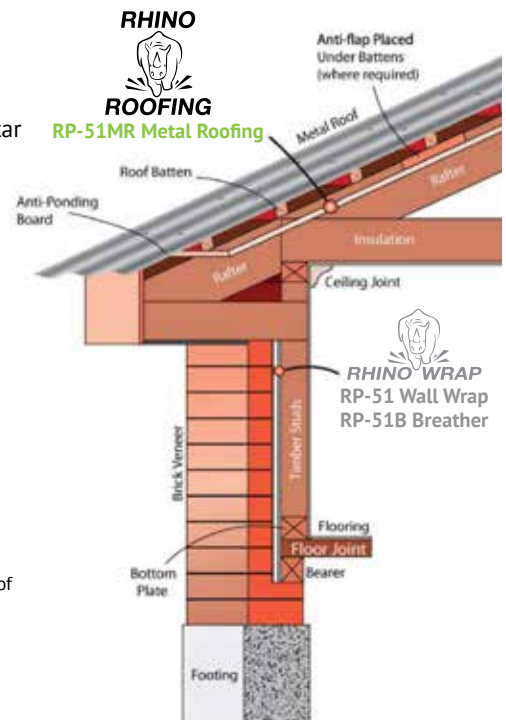 RHINO
ROOFING
RP-51MR Metal Roofing
Anti-flap Placed
Under Battens
(where required)
Metal Roof
Roof Batten
Rafter
Anti-Ponding
Board
Insulation
Rafter
Ceiling Joint
RHINO WRAP
RP-51 Wall Wrap
RP-51B Breather
Brick Veneer
Timber Studs
Flooring
Floor Joint
Bottom
Plate
Bearer
of
Footing